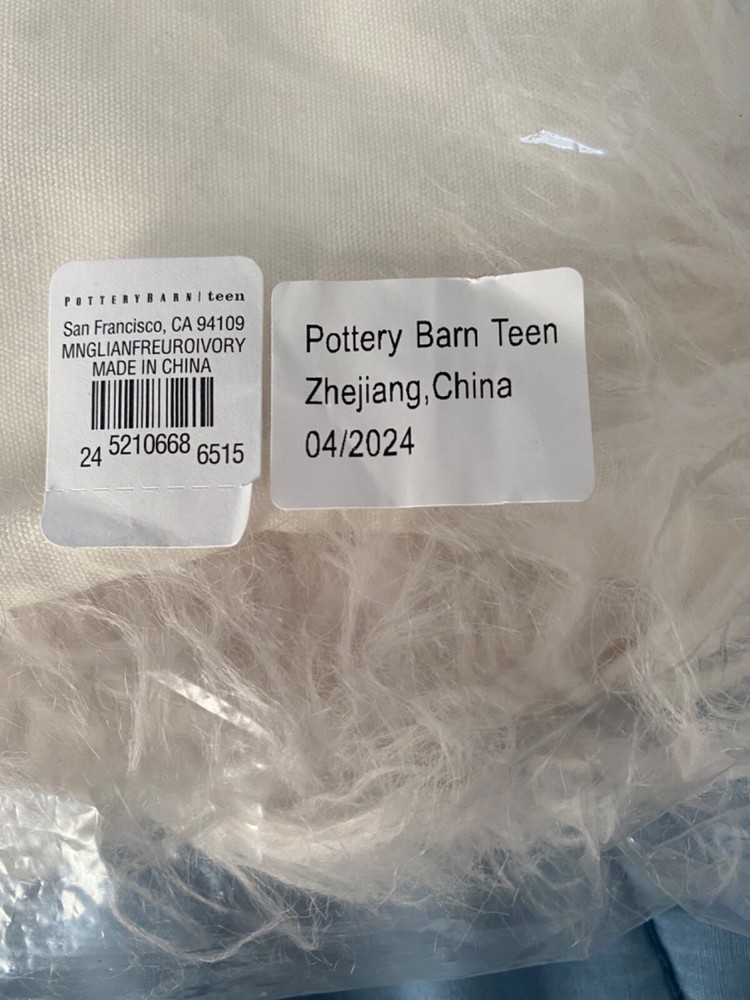 POTTERYBARN|teen
San Francisco, CA 94109
MNGLIANFREUROIVORY
MADE IN CHINA
24 5210668 6515
Pottery Barn Teen
Zhejiang,China
04/2024